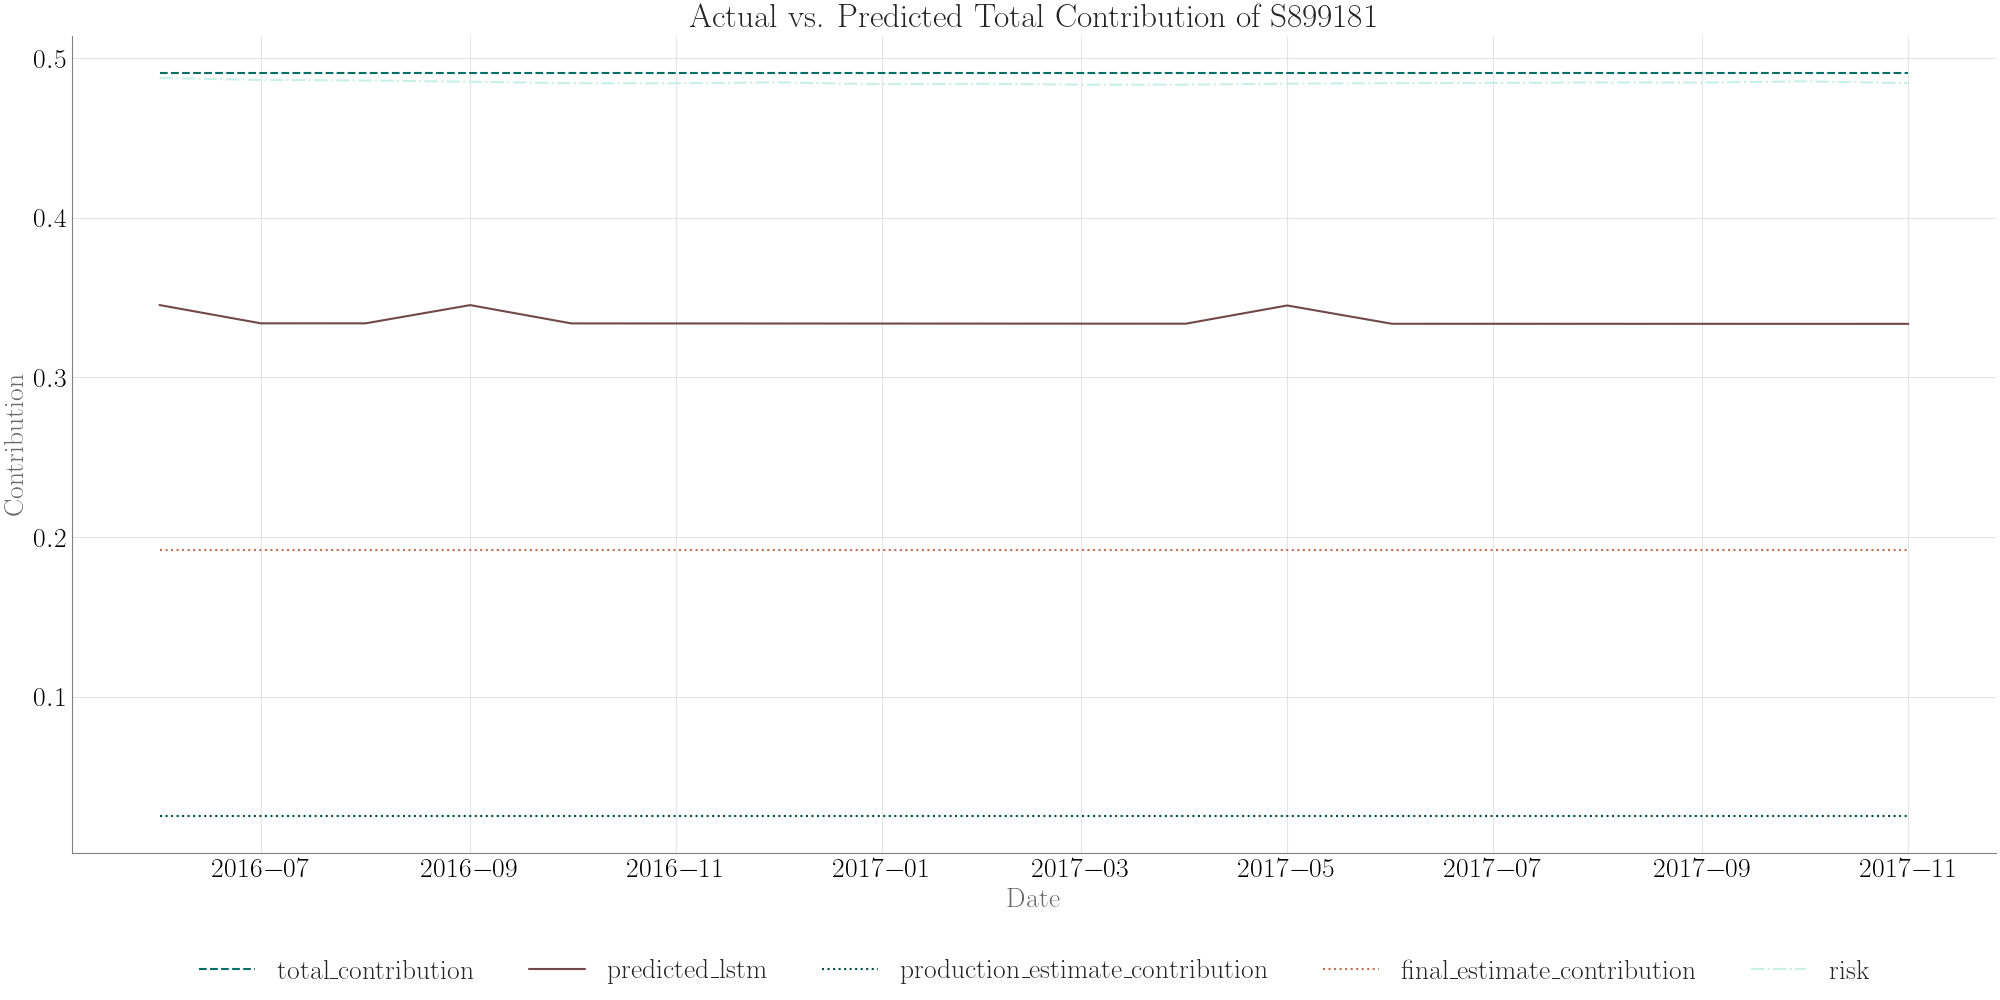 Actual vs. Predicted Total Contribution of S899181
0.5
0.4
0.3
0.2
0.1
Contribution
2016–07 2016–09 2016–11 2017–01 2017–03 2017–05 2017–07 2017–09 2017–11
Date
total_contribution predicted_lstm production_estimate_contribution final_estimate_contribution risk